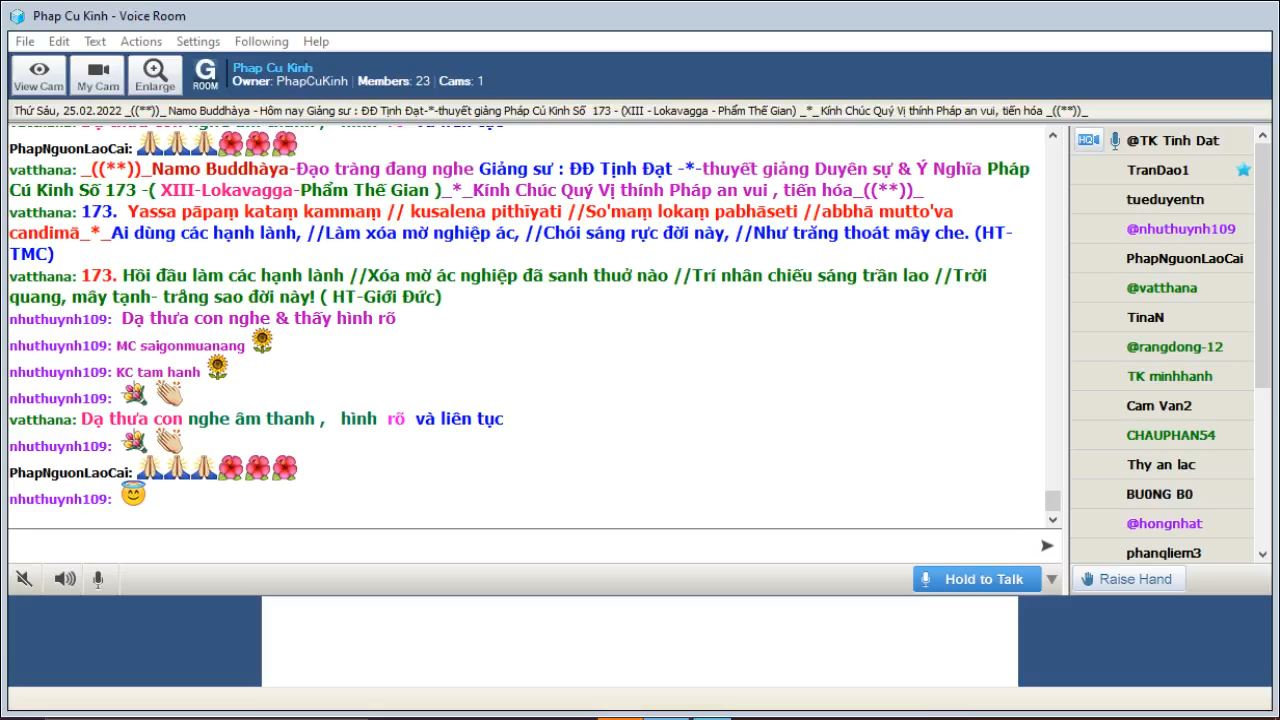 Phap Cu Kinh - Voice Room
File Edit Text Actions Settings Following Help
View Cam My Cam Enlarge G ROOM
Phap Cu Kinh
Owner: PhapCuKinh | Members: 23 | Cams: 1
Thứ Sáu, 25.02.2022 _((**))_ Namo Buddhàya - Hôm nay Giảng sư : ĐĐ Tịnh Đạt-*-thuyết giảng Pháp Cú Kinh Số 173 - (XIII - Lokavagga - Phẩm Thế Gian) _*_ Kính Chúc Quý Vị thính Pháp an vui, tiến hóa _((**))_
PhapNguonLaoCai:
vatthana: _((**))_Namo Buddhàya-Đạo tràng đang nghe Giảng sư : ĐĐ Tịnh Đạt -*-thuyết giảng Duyên sự & Ý Nghĩa Pháp
Cú Kinh Số 173 -( XIII-Lokavagga-Phẩm Thế Gian )_*_Kính Chúc Quý Vị thính Pháp an vui , tiến hóa_((**))_
vatthana: 173. Yassa pāpaṃ kataṃ kammaṃ // kusalena pithīyati //So'maṃ lokaṃ pabhāseti //abbhā mutto'va
candimā_*_Ai dùng các hạnh lành, //Làm xóa mờ nghiệp ác, //Chói sáng rực đời này, //Như trăng thoát mây che. (HT-
TMC)
vatthana: 173. Hồi đầu làm các hạnh lành //Xóa mờ ác nghiệp đã sanh thuở nào //Trí nhân chiếu sáng trần lao //Trời
quang, mây tạnh- trăng sao đời này! ( HT-Giới Đức)
nhuthuynh109: Dạ thưa con nghe & thấy hình rõ
nhuthuynh109: MC saigonmuanang
nhuthuynh109: KC tam hanh
nhuthuynh109:
vatthana: Dạ thưa con nghe âm thanh , hình rõ và liên tục
nhuthuynh109:
PhapNguonLaoCai:
nhuthuynh109:
Hold to Talk
HQ
@TK Tinh Dat
TranDao1
tueduyentn
@nhuthuynh109
PhapNguonLaoCai
@vatthana
TinaN
@rangdong-12
TK minhhanh
Cam Van2
CHAUPHAN54
Thy an lac
BU0NG B0
@hongnhat
phanqliem3
Raise Hand